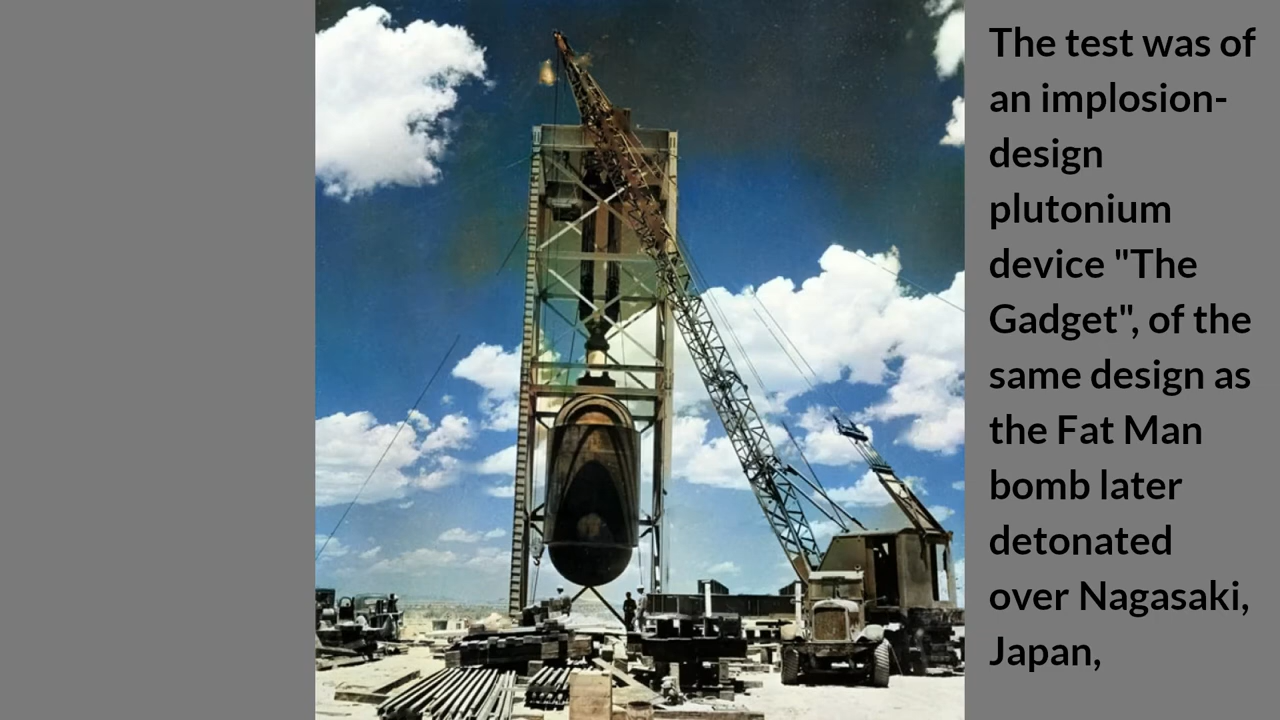 The test was of
an implosion-
design
plutonium
device "The
Gadget", of the
same design as
the Fat Man
bomb later
detonated
over Nagasaki,
Japan,